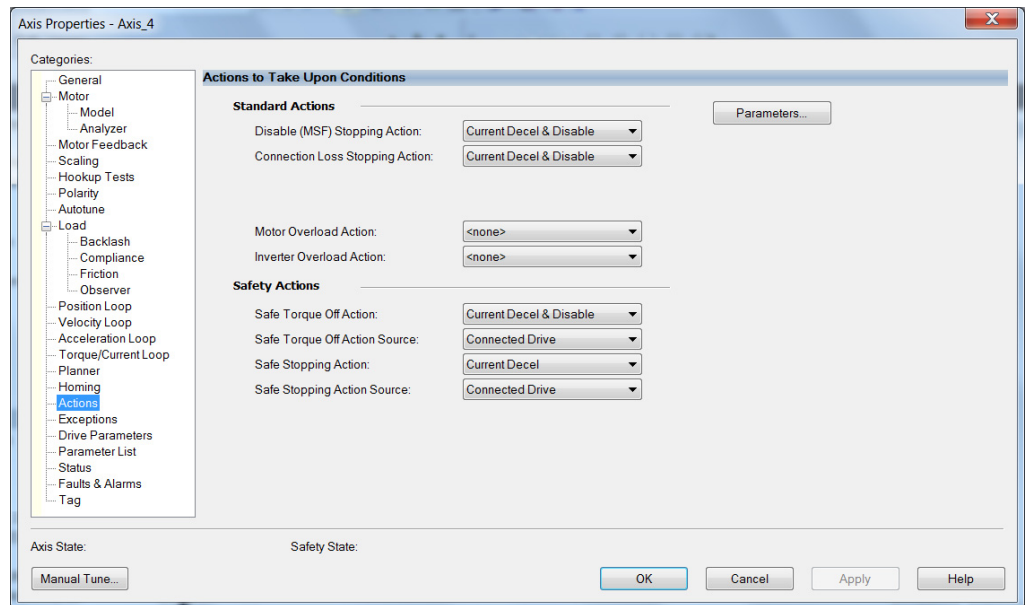 Axis Properties - Axis_4
Categories:
General
Motor
Model
Analyzer
Motor Feedback
Scaling
Hookup Tests
Polarity
Autotune
Load
Backlash
Compliance
Friction
Observer
Position Loop
Velocity Loop
Acceleration Loop
Torque/Current Loop
Planner
Homing
Actions
Exceptions
Drive Parameters
Parameter List
Status
Faults & Alarms
Tag
Actions to Take Upon Conditions
Standard Actions
Parameters...
Disable (MSF) Stopping Action: Current Decel & Disable
Connection Loss Stopping Action: Current Decel & Disable
Motor Overload Action: <none>
Inverter Overload Action: <none>
Safety Actions
Safe Torque Off Action: Current Decel & Disable
Safe Torque Off Action Source: Connected Drive
Safe Stopping Action: Current Decel
Safe Stopping Action Source: Connected Drive
Axis State: Safety State:
Manual Tune... OK Cancel Apply Help